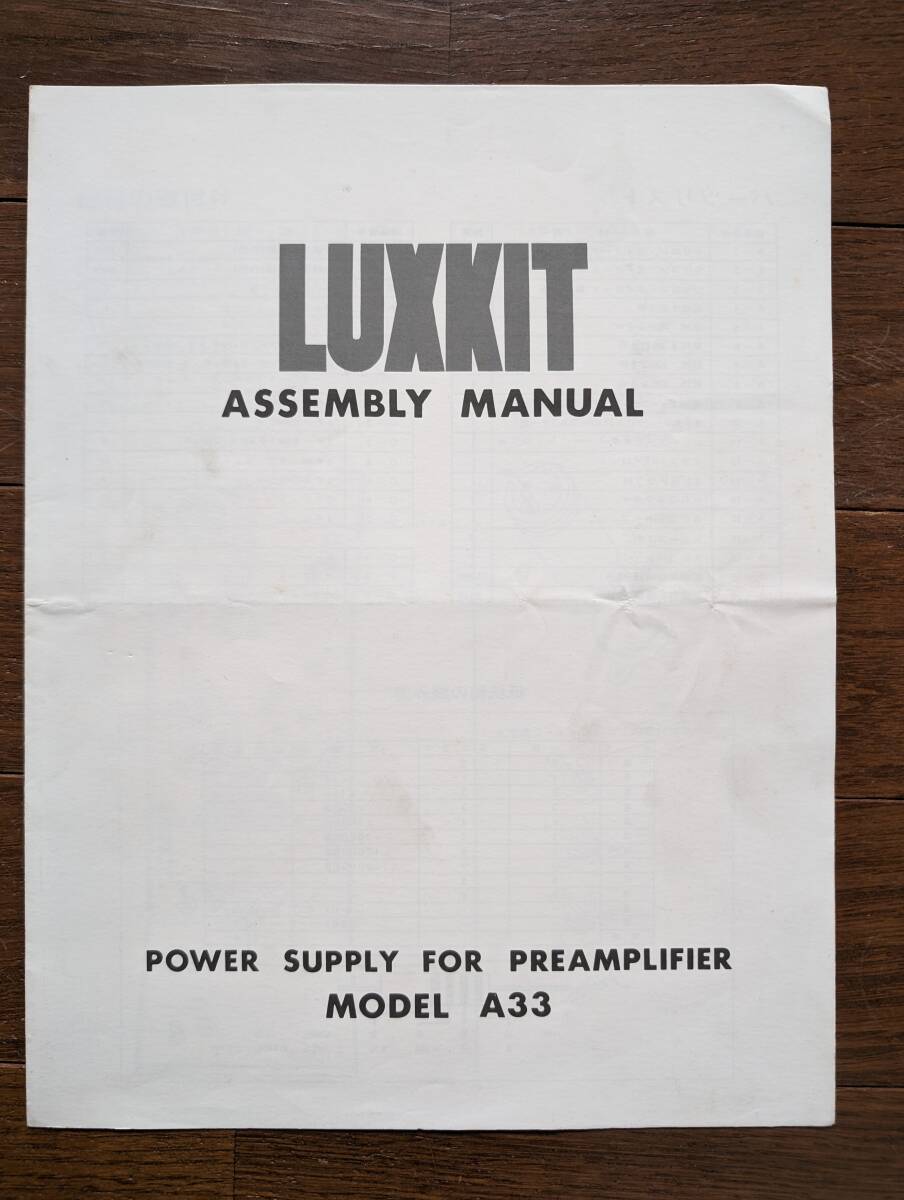 LUXKIT
ASSEMBLY MANUAL
POWER SUPPLY FOR PREAMPLIFIER
MODEL A33